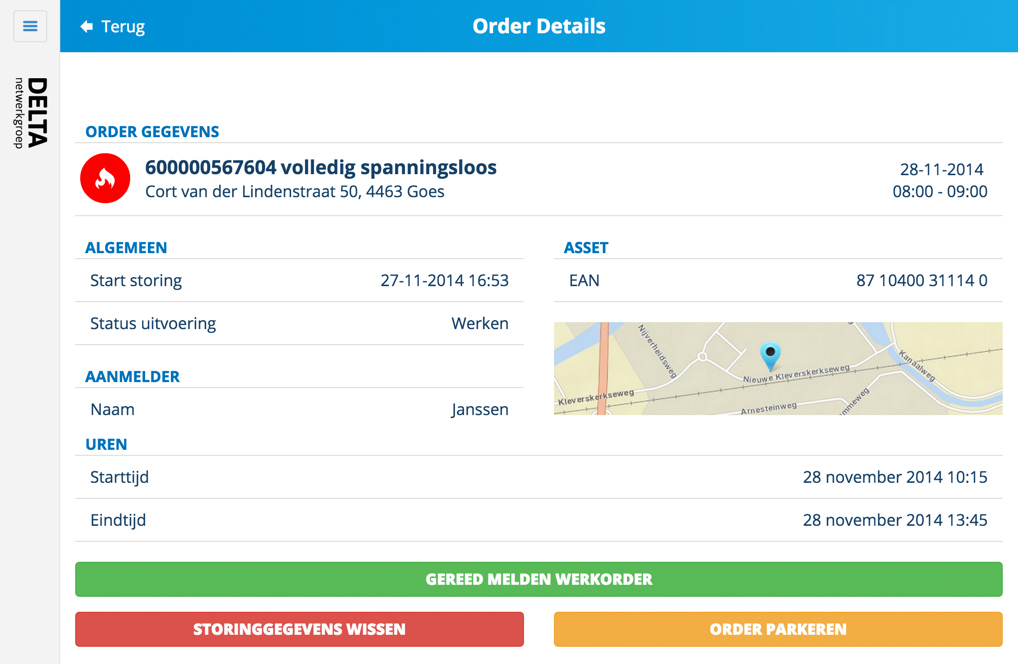 Terug
Order Details
DELTA
netwerkgroep
ORDER GEGEVENS
600000567604 volledig spanningsloos
Cort van der Lindenstraat 50, 4463 Goes
28-11-2014
08:00 - 09:00
ALGEMEEN
Start storing 27-11-2014 16:53
Status uitvoering Werken
AANMELDER
Naam Janssen
ASSET
EAN 87 10400 31114 0
Nijverheidsweg
Nieuwe Kleverskerkseweg
Kanaalweg
Kleverskerkseweg
Arnesteinweg
mmeweg
UREN
Starttijd 28 november 2014 10:15
Eindtijd 28 november 2014 13:45
GEREED MELDEN WERKORDER
STORINGGEGEVENS WISSEN
ORDER PARKEREN